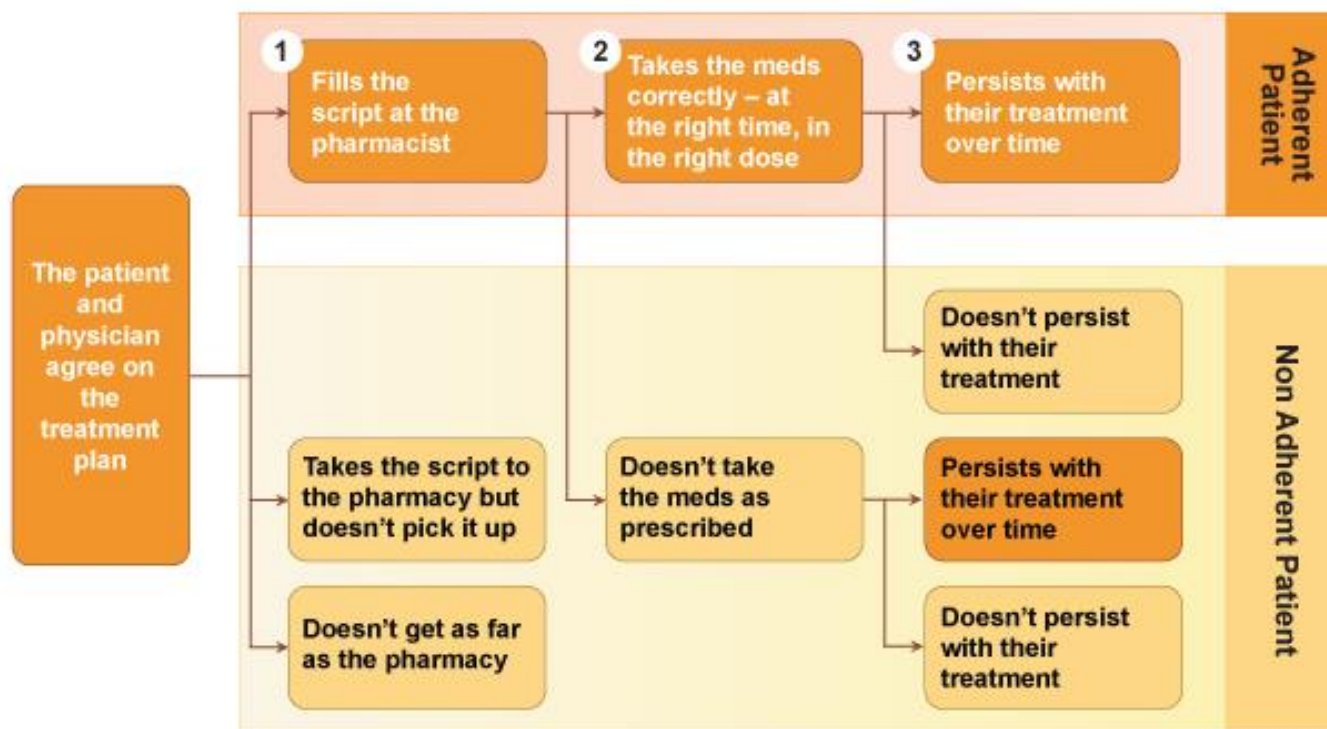 1
Fills the
script at the
pharmacist
2
Takes the meds
correctly – at
the right time, in
the right dose
3
Persists with
their treatment
over time
Adherent
Patient
The patient
and
physician
agree on
the
treatment
plan
Doesn't persist
with their
treatment
Takes the script to
the pharmacy but
doesn't pick it up
Doesn't take
the meds as
prescribed
Persists with
their treatment
over time
Doesn't get as far
as the pharmacy
Doesn't persist
with their
treatment
Non Adherent Patient